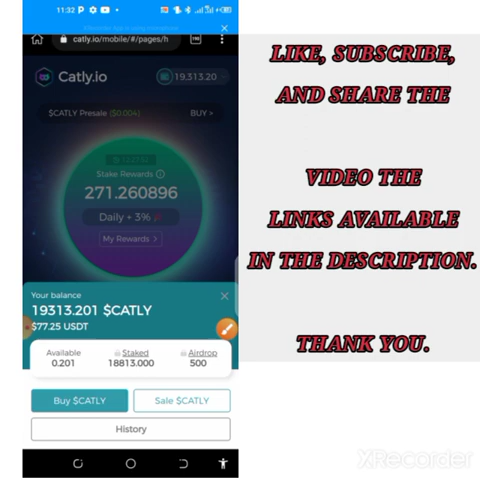 11:32 P
catly.io/mobile/#/pages/h
Catly.io
19,313.20
$CATLY Presale ($0.004)
BUY >
Stake Rewards
271.260896
Daily + 3%
My Rewards >
Your balance
19313.201 $CATLY
$77.25 USDT
Available
0.201
Staked
18813.000
Airdrop
500
Buy $CATLY
Sale $CATLY
History
LIKE, SUBSCRIBE,
AND SHARE THE
VIDEO THE
LINKS AVAILABLE
IN THE DESCRIPTION.
THANK YOU.
XRecorder